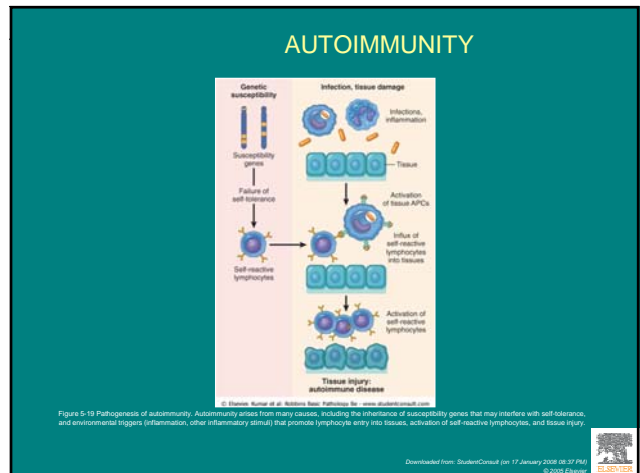 AUTOIMMUNITY
Genetic
susceptibility
Infection, tissue damage
Infections,
inflammation
Susceptibility
genes
Tissue
Failure of
self-tolerance
Activation
of tissue APCs
Influx of
self-reactive
lymphocytes
into tissues
Self-reactive
lymphocytes
Activation of
self-reactive
lymphocytes
Tissue injury:
autoimmune disease
© Elsevier. Kumar et al: Robbins Basic Pathology 8e - www.studentconsult.com
Figure 5-19 Pathogenesis of autoimmunity. Autoimmunity arises from many causes, including the inheritance of susceptibility genes that may interfere with self-tolerance,
and environmental triggers (inflammation, other inflammatory stimuli) that promote lymphocyte entry into tissues, activation of self-reactive lymphocytes, and tissue injury.
Downloaded from: StudentConsult (on 17 January 2008 08:37 PM)
© 2005 Elsevier
ELSEVIER